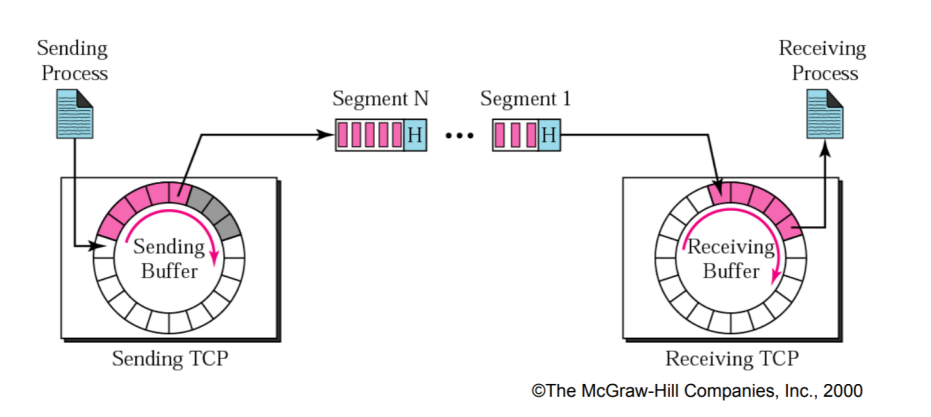 Sending
Process
Receiving
Process
Segment N
Segment 1
H
•••
H
Sending
Buffer
Receiving
Buffer
Sending TCP
Receiving TCP
©The McGraw-Hill Companies, Inc., 2000